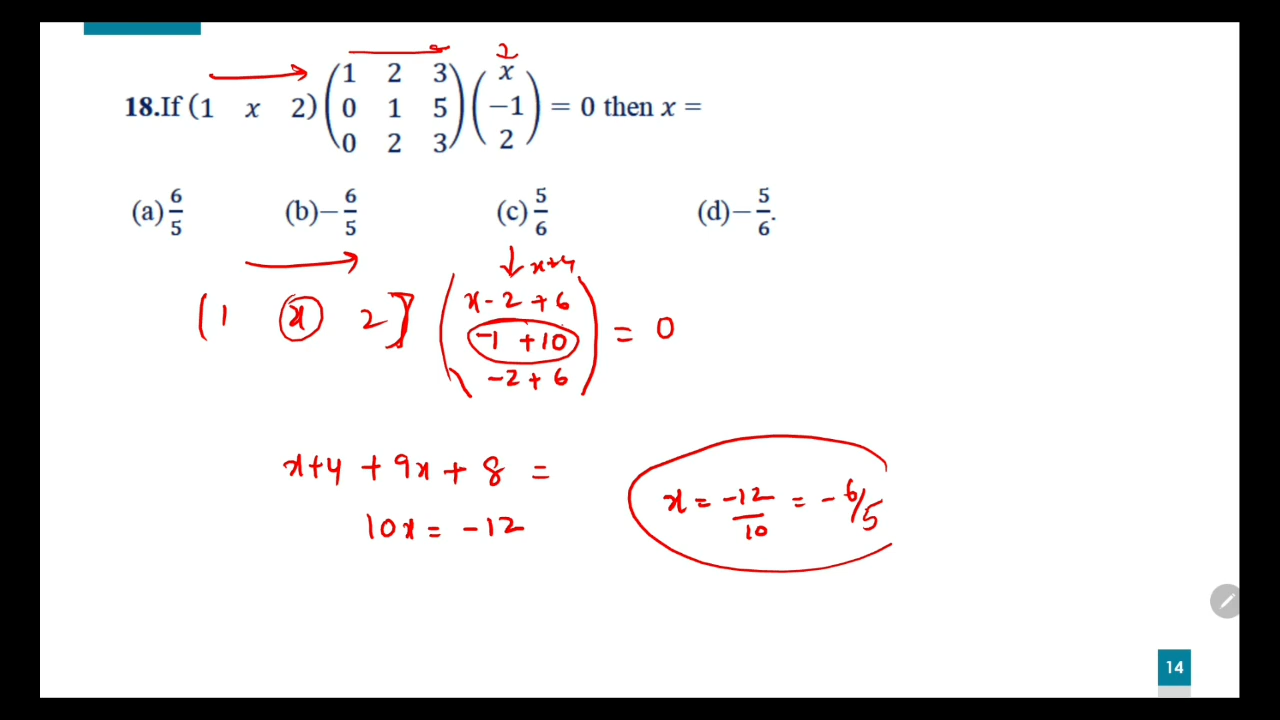 2
18.If (1 x 2) (1 2 3 0 1 5 0 2 3) (x −1 2) = 0 then x =
(a) 6/5 (b)− 6/5 (c) 5/6 (d)− 5/6.
x+4
(1 x 2] (x - 2 + 6 -1 + 10 -2 + 6) = 0
x+4 + 9x + 8 =
10x = -12
x = -12/10 = - 6/5
14